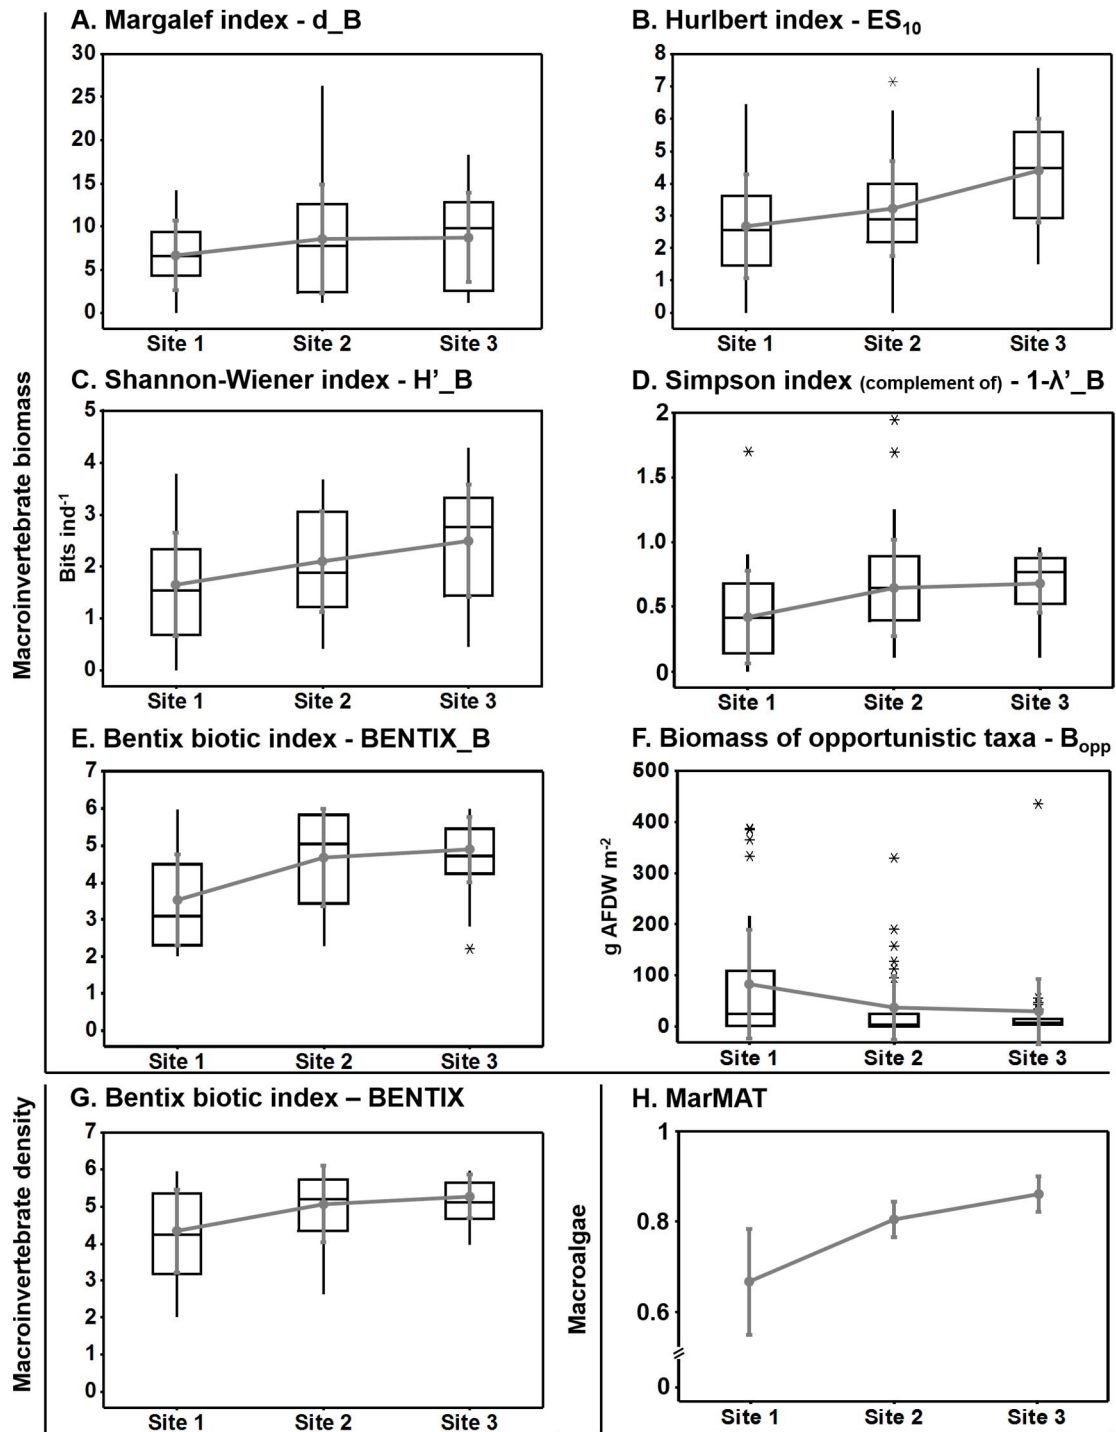 Macroinvertebrate biomass
A. Margalef index - d_B
30
25
20
15
10
5
0
Site 1 Site 2 Site 3
B. Hurlbert index - ES10
8
7
6
5
4
3
2
1
0
Site 1 Site 2 Site 3
C. Shannon-Wiener index - H’_B
Bits ind-1
5
4
3
2
1
0
Site 1 Site 2 Site 3
D. Simpson index (complement of) - 1-λ’_B
2
1.5
1.0
0.5
0
Site 1 Site 2 Site 3
E. Bentix biotic index - BENTIX_B
7
6
5
4
3
2
1
0
Site 1 Site 2 Site 3
F. Biomass of opportunistic taxa - Bopp
g AFDW m-2
500
400
300
200
100
0
Site 1 Site 2 Site 3
Macroinvertebrate density
G. Bentix biotic index – BENTIX
7
6
5
4
3
2
1
0
Site 1 Site 2 Site 3
Macroalgae
H. MarMAT
1
0.8
0.6
0
Site 1 Site 2 Site 3